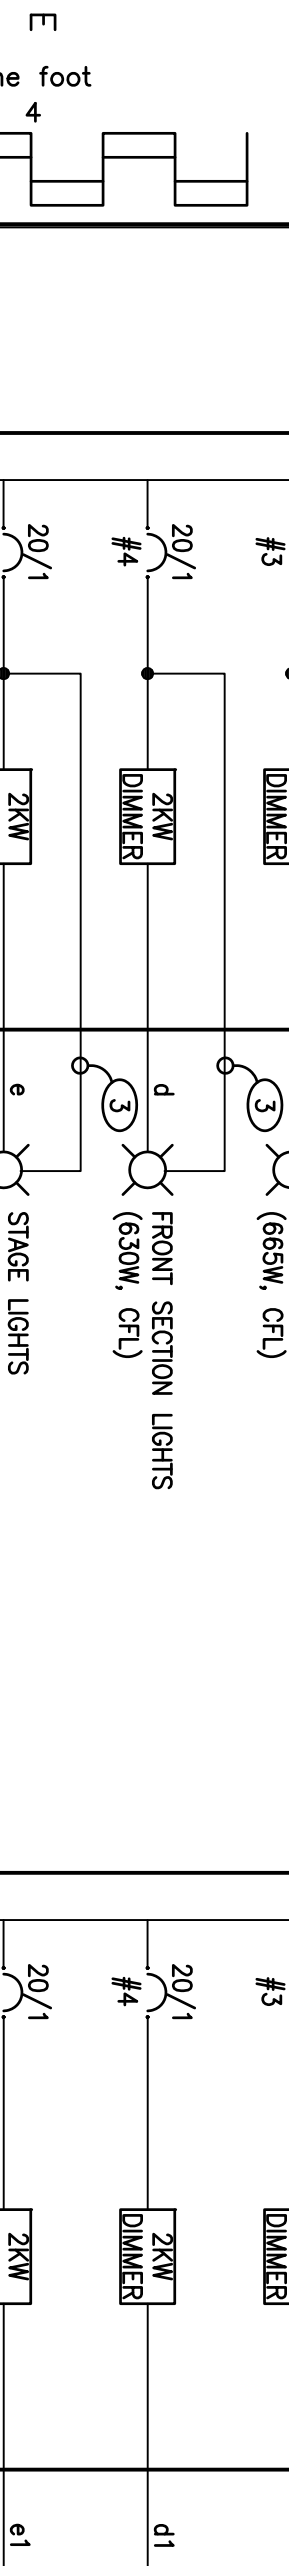 E
ne foot
4
#3
20/1
#4
20/1
DIMMER
2KW
DIMMER
2KW
3
d
3
e
(665W, CFL)
FRONT SECTION LIGHTS
(630W, CFL)
STAGE LIGHTS
#3
20/1
#4
20/1
DIMMER
2KW
DIMMER
2KW
d1
e1